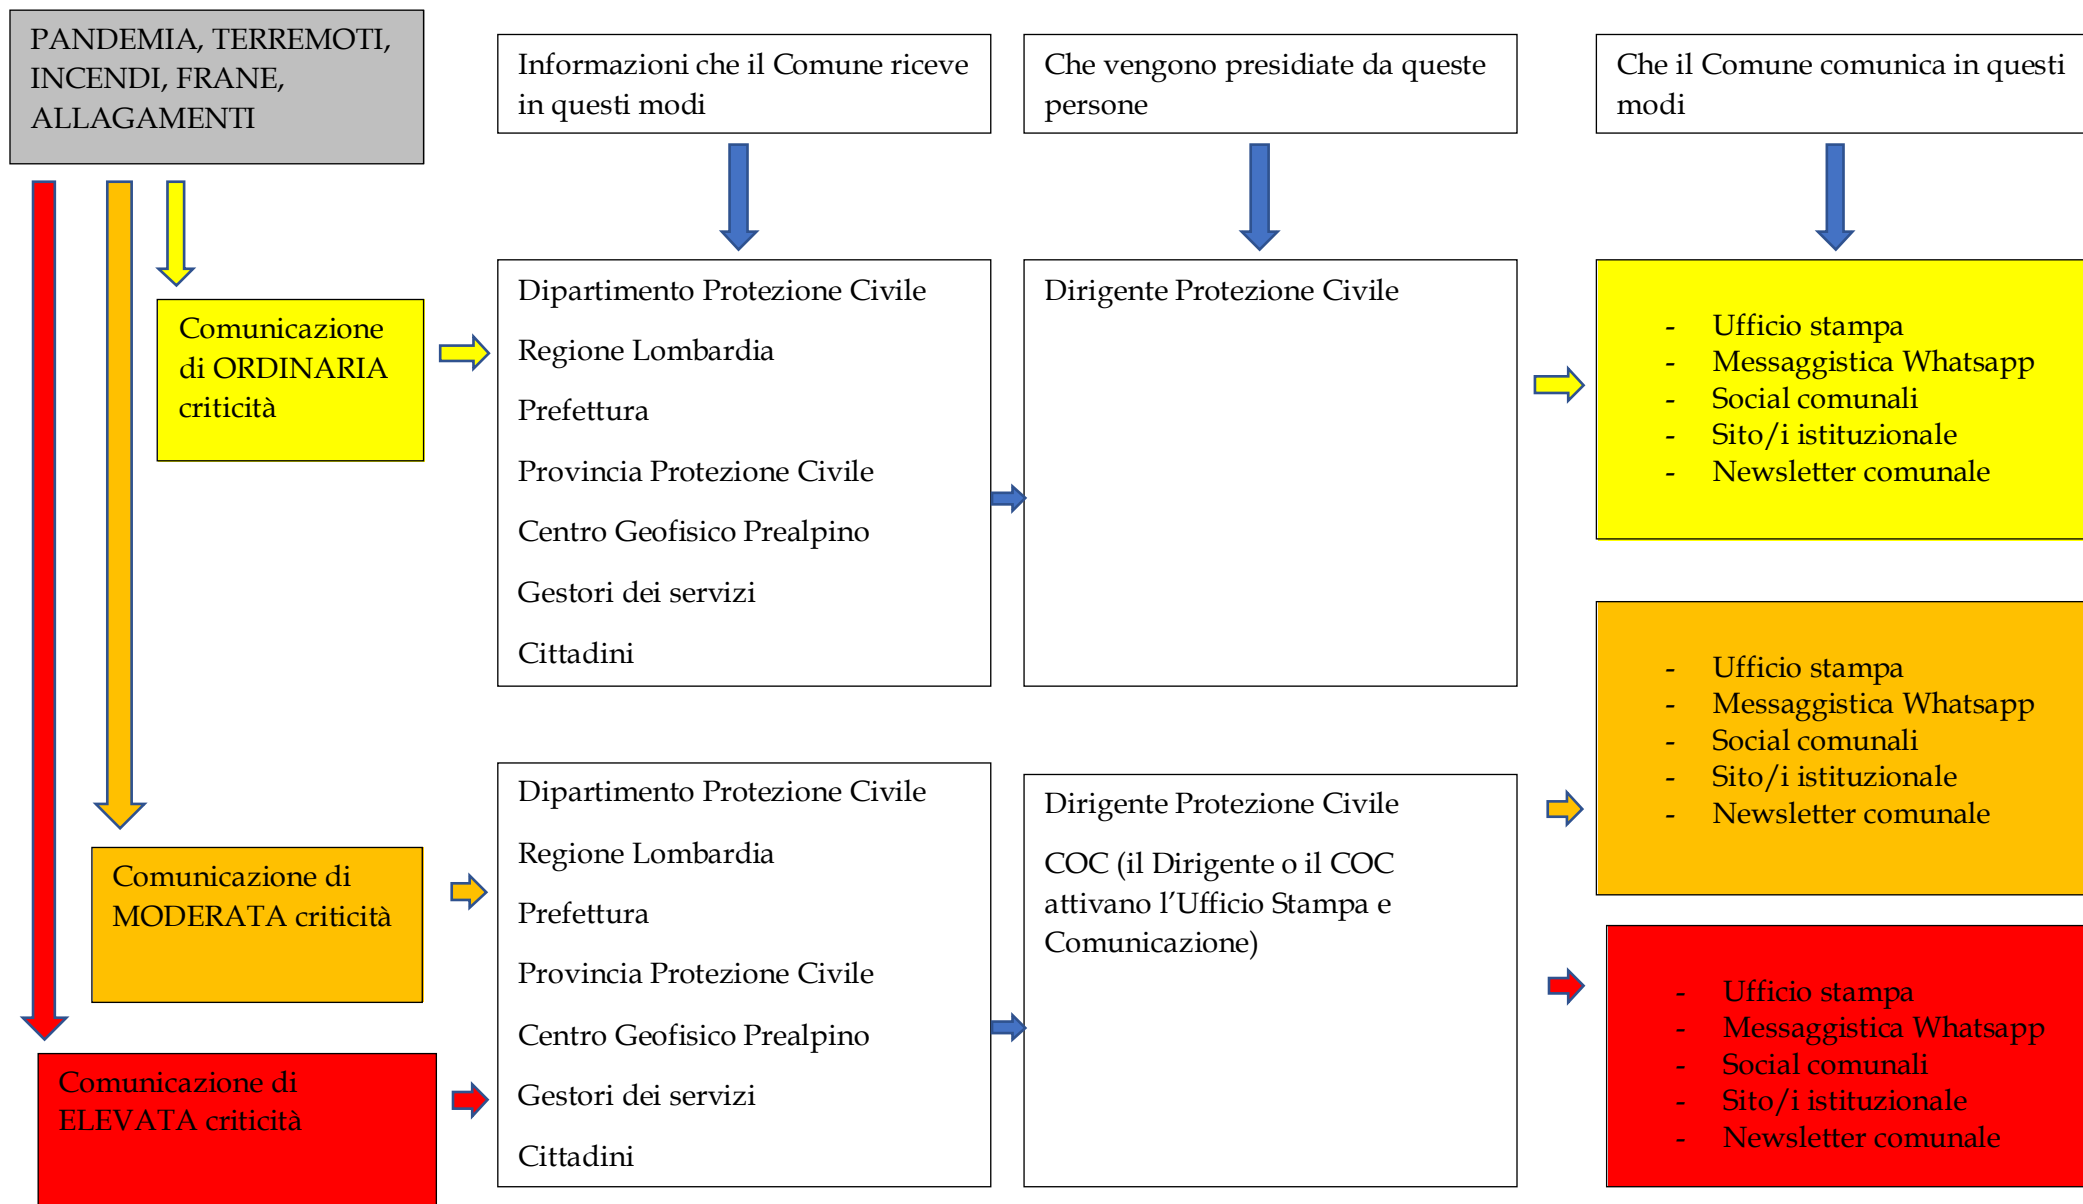 PANDEMIA, TERREMOTI,
INCENDI, FRANE,
ALLAGAMENTI
Informazioni che il Comune riceve
in questi modi
Che vengono presidiate da queste
persone
Che il Comune comunica in questi
modi
Comunicazione
di ORDINARIA
criticità
Dipartimento Protezione Civile
Regione Lombardia
Prefettura
Provincia Protezione Civile
Centro Geofisico Prealpino
Gestori dei servizi
Cittadini
Dirigente Protezione Civile
- Ufficio stampa
- Messaggistica Whatsapp
- Social comunali
- Sito/i istituzionale
- Newsletter comunale
Comunicazione di
MODERATA criticità
Comunicazione di
ELEVATA criticità
Dipartimento Protezione Civile
Regione Lombardia
Prefettura
Provincia Protezione Civile
Centro Geofisico Prealpino
Gestori dei servizi
Cittadini
Dirigente Protezione Civile
COC (il Dirigente o il COC
attivano l’Ufficio Stampa e
Comunicazione)
- Ufficio stampa
- Messaggistica Whatsapp
- Social comunali
- Sito/i istituzionale
- Newsletter comunale
- Ufficio stampa
- Messaggistica Whatsapp
- Social comunali
- Sito/i istituzionale
- Newsletter comunale